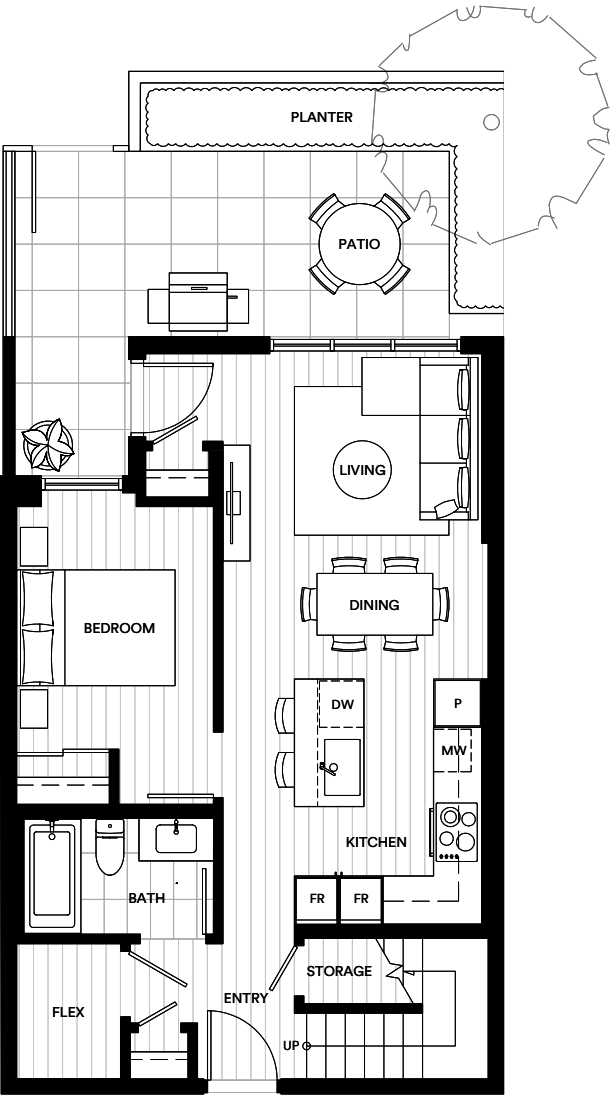 PLANTER
PATIO
LIVING
DINING
BEDROOM
DW
P
MW
KITCHEN
BATH
FR FR
STORAGE
ENTRY
FLEX
UP